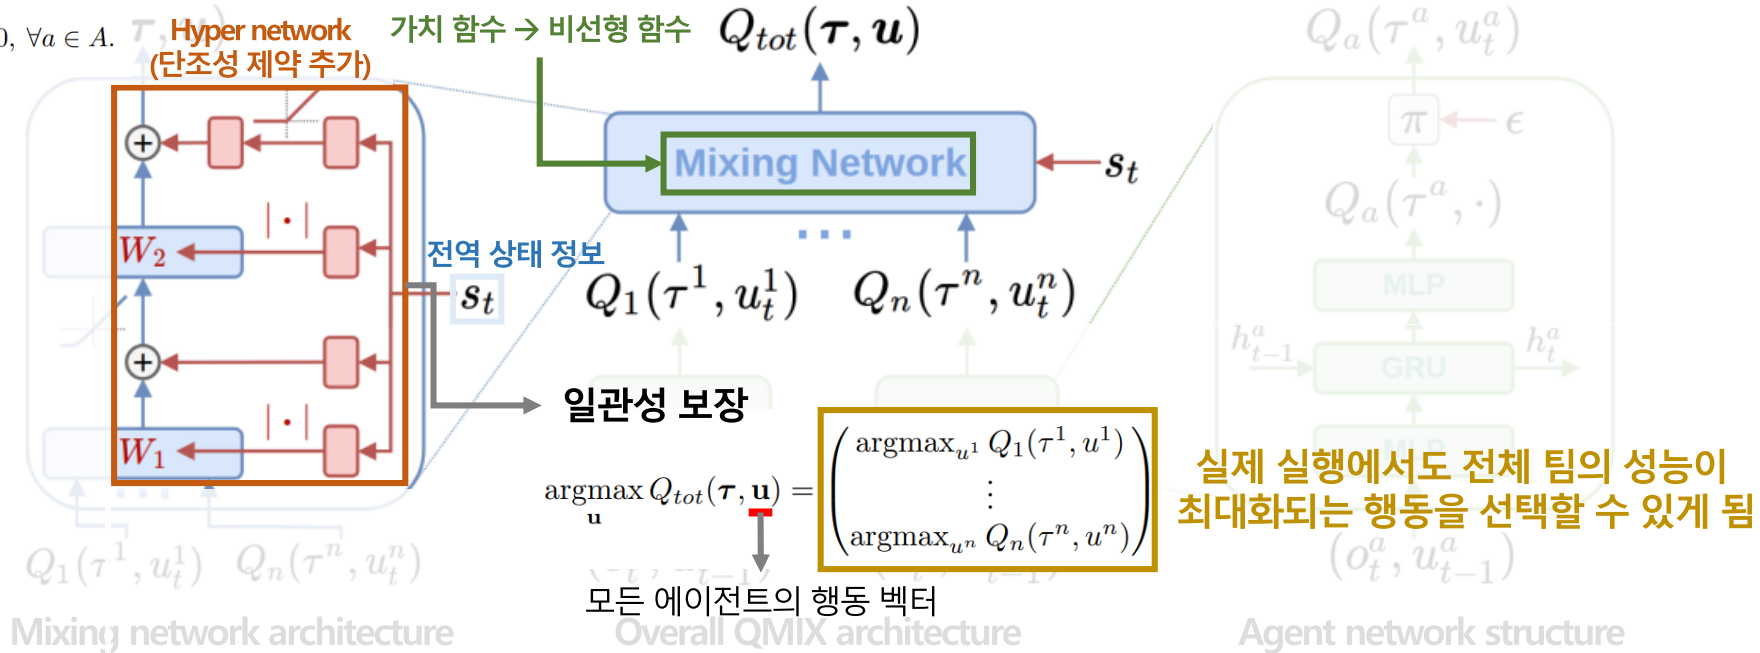 0, ∀a ∈ A.
Hyper network
(단조성 제약 추가)
가치 함수 → 비선형 함수
Q_tot(τ, u)
Q_a(τ^a, u_t^a)
π
ϵ
Mixing Network
s_t
Q_a(τ^a, ·)
| · |
W_2
전역 상태 정보
s_t
Q_1(τ^1, u_t^1)
...
Q_n(τ^n, u_t^n)
MLP
h_{t-1}^a
GRU
h_t^a
일관성 보장
| · |
W_1
argmax_u Q_tot(τ, u) =
argmax_{u^1} Q_1(τ^1, u^1)
⋮
argmax_{u^n} Q_n(τ^n, u^n)
MLP
실제 실행에서도 전체 팀의 성능이
최대화되는 행동을 선택할 수 있게 됨
Q_1(τ^1, u_t^1)
...
Q_n(τ^n, u_t^n)
(o_t^a, u_{t-1}^a)
모든 에이전트의 행동 벡터
Mixing network architecture
Overall QMIX architecture
Agent network structure